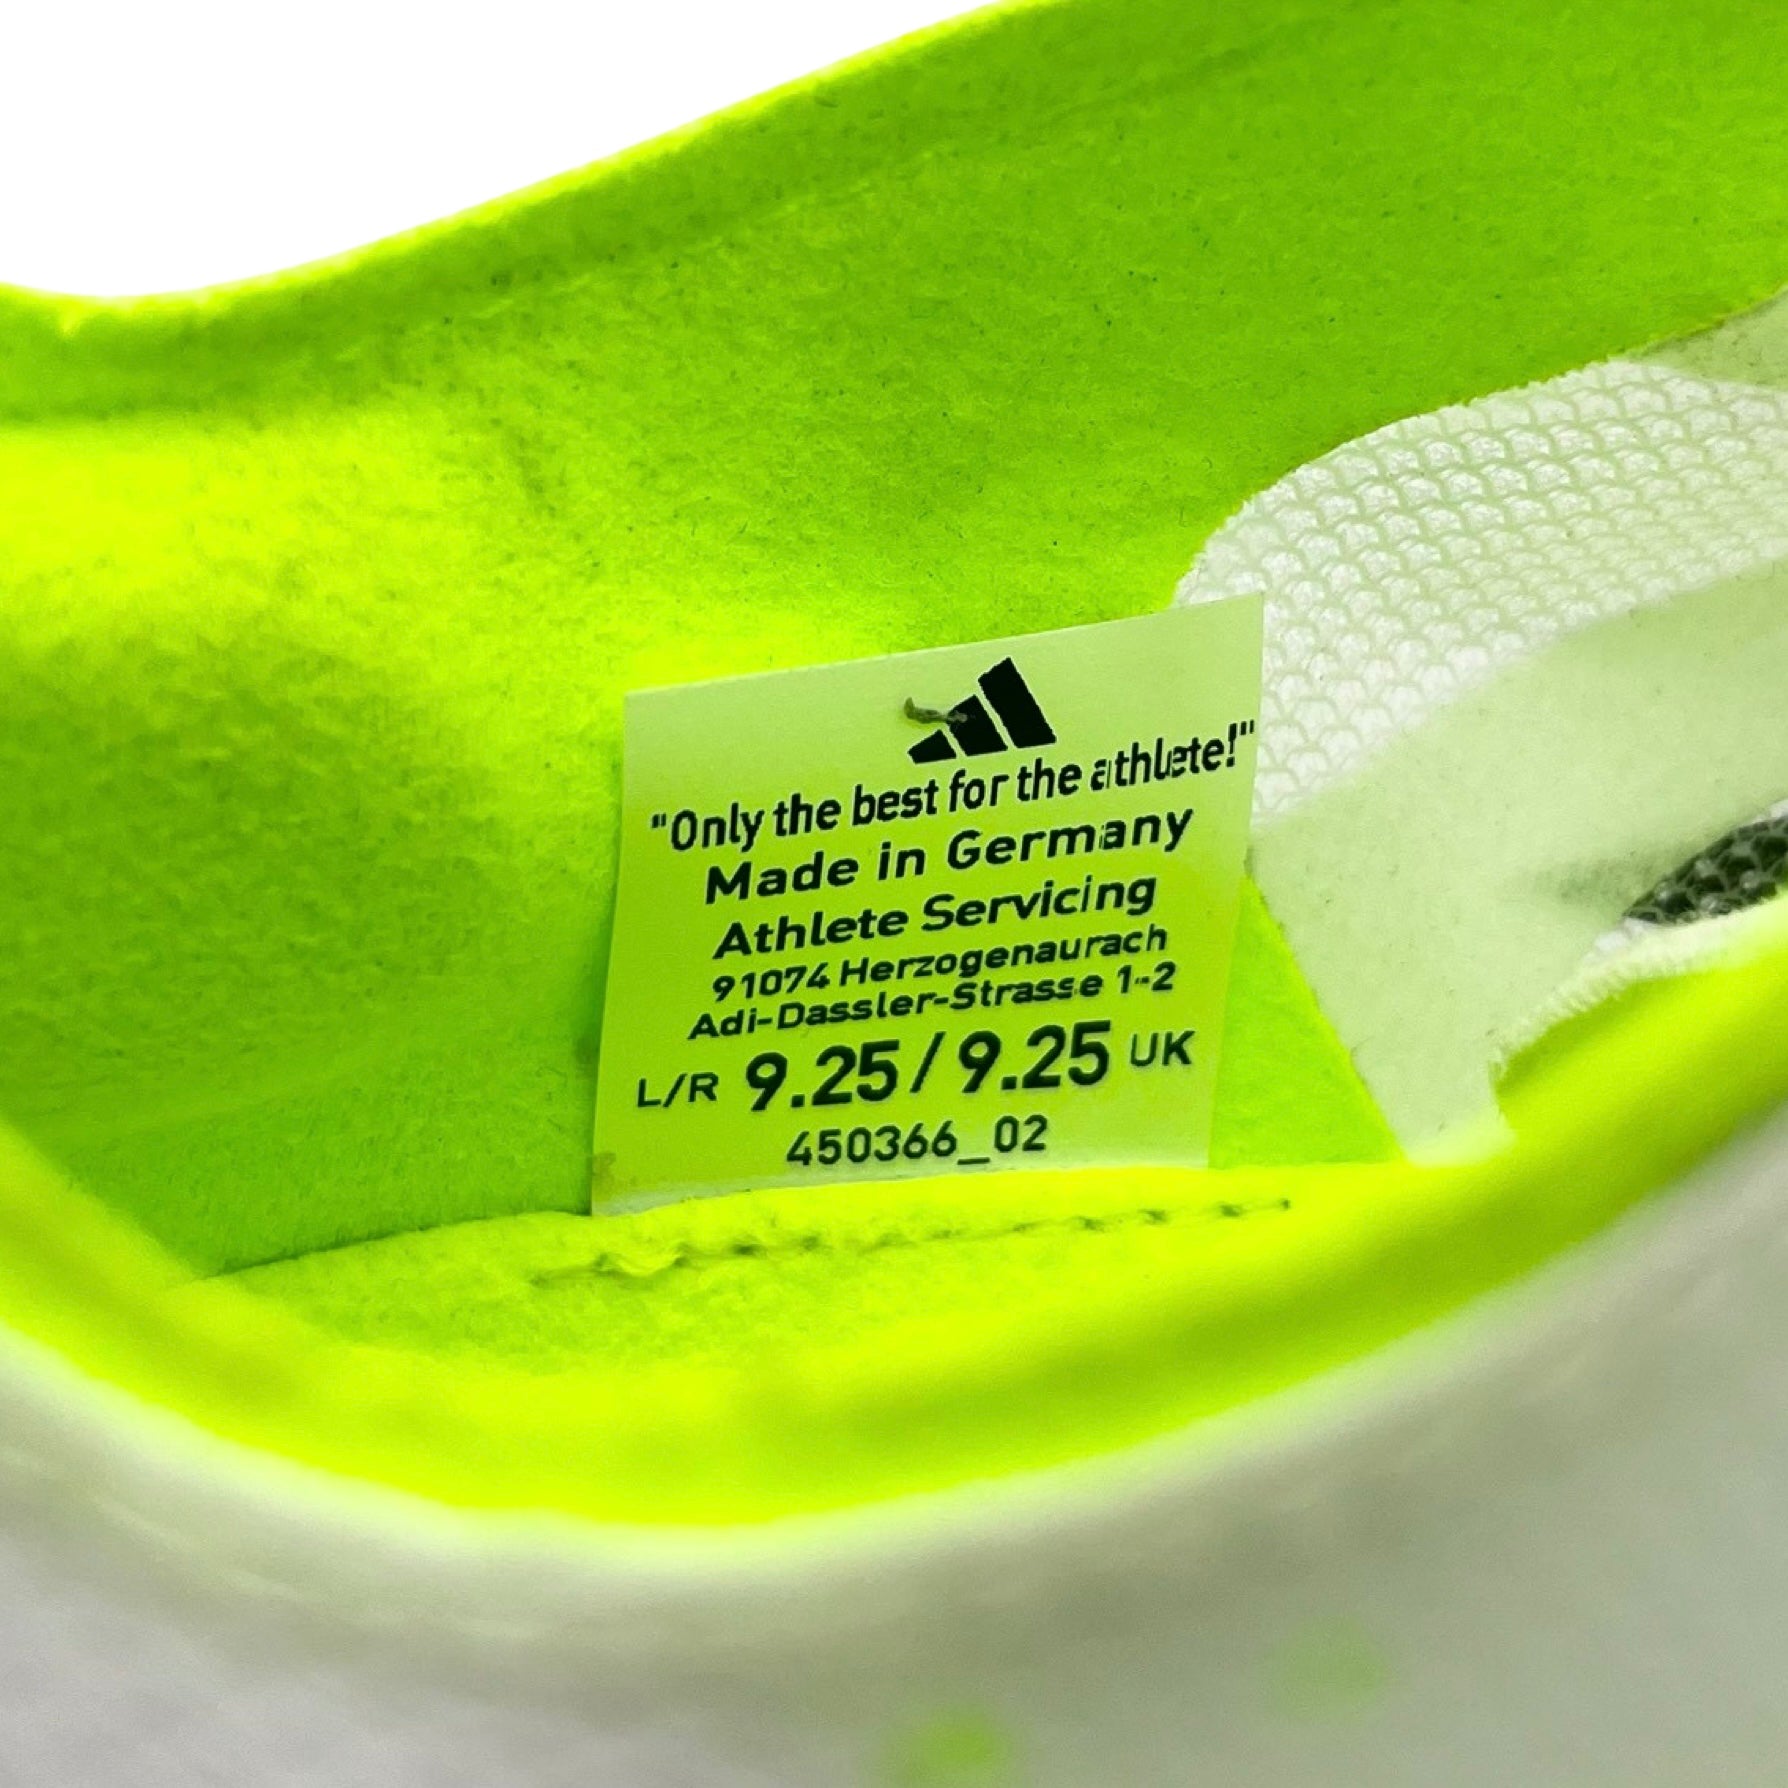 "Only the best for the athlete!"
Made in Germany
Athlete Servicing
91074 Herzogenaurach
Adi-Dassler-Strasse 1-2
L/R 9.25/9.25 UK
450366_02